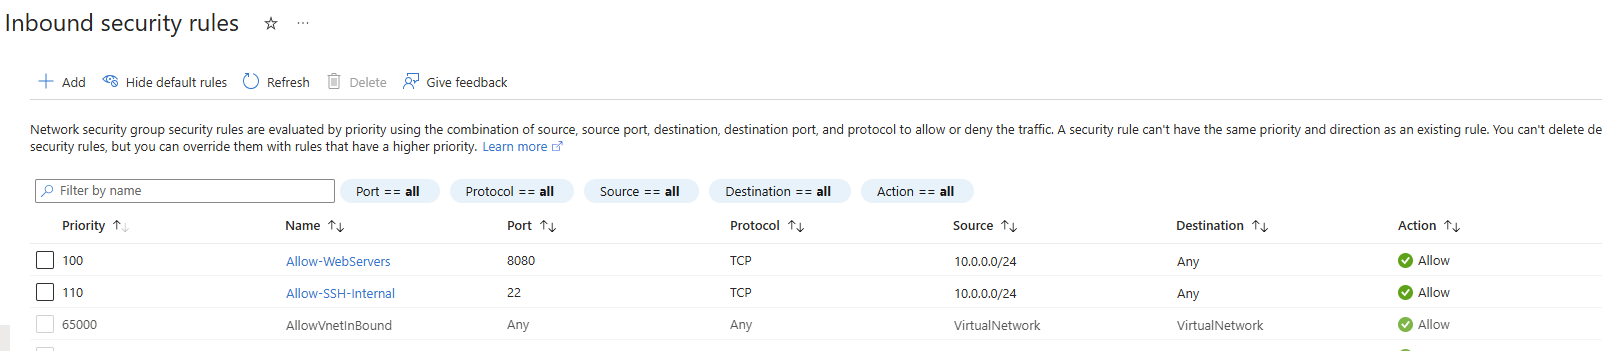 Inbound security rules
Add Hide default rules Refresh Delete Give feedback
Network security group security rules are evaluated by priority using the combination of source, source port, destination, destination port, and protocol to allow or deny the traffic. A security rule can't have the same priority and direction as an existing rule. You can't delete de
security rules, but you can override them with rules that have a higher priority. Learn more
Filter by name Port == all Protocol == all Source == all Destination == all Action == all
Priority Name Port Protocol Source Destination Action
100 Allow-WebServers 8080 TCP 10.0.0.0/24 Any Allow
110 Allow-SSH-Internal 22 TCP 10.0.0.0/24 Any Allow
65000 AllowVnetInBound Any Any VirtualNetwork VirtualNetwork Allow